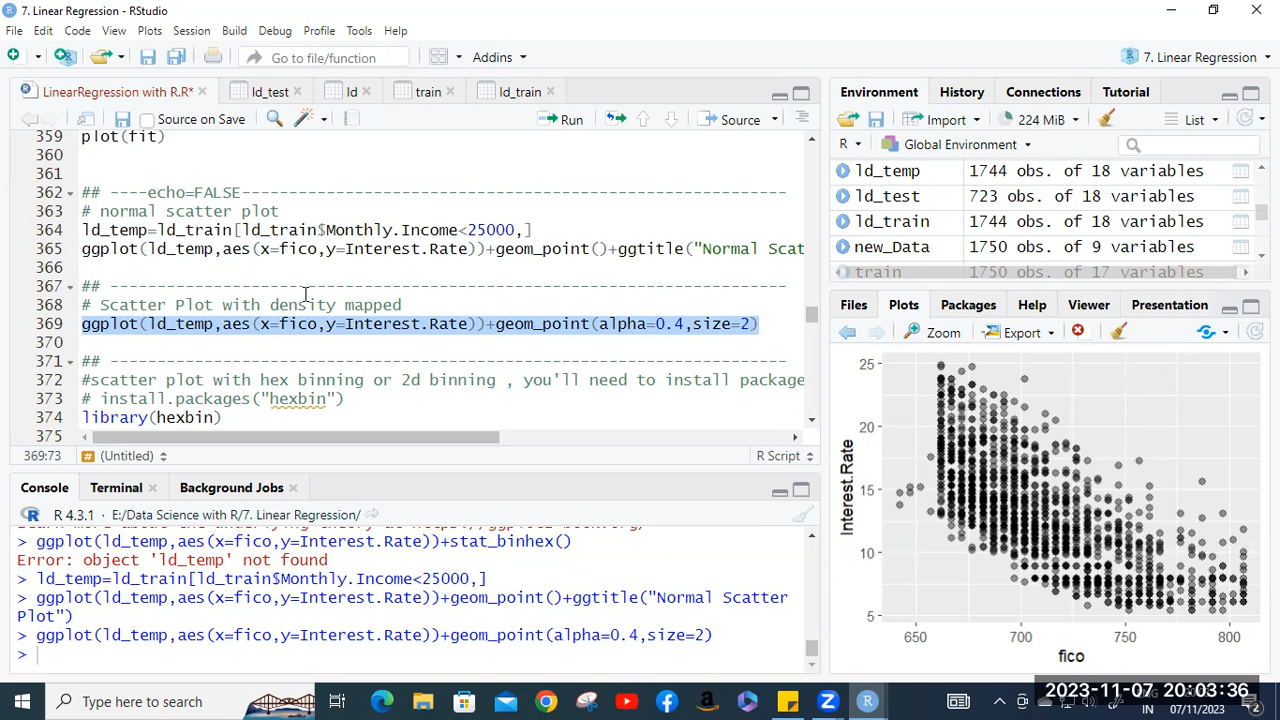 7. Linear Regression - RStudio
File Edit Code View Plots Session Build Debug Profile Tools Help
Go to file/function
Addins
7. Linear Regression
LinearRegression with R.R*
ld_test
ld
train
ld_train
Source on Save
Run
Source
359 plot(fit)
360
361
362 ## ----echo=FALSE-----------------------------------------------------------
363 # normal scatter plot
364 ld_temp=ld_train[ld_train$Monthly.Income<25000,]
365 ggplot(ld_temp,aes(x=fico,y=Interest.Rate))+geom_point()+ggtitle("Normal Scat
366
367 ## --------------------------------------------------------------------------
368 # Scatter Plot with density mapped
369 ggplot(ld_temp,aes(x=fico,y=Interest.Rate))+geom_point(alpha=0.4,size=2)
370
371 ## --------------------------------------------------------------------------
372 #scatter plot with hex binning or 2d binning , you'll need to install package
373 # install.packages("hexbin")
374 library(hexbin)
375
369:73
# (Untitled)
R Script
Console Terminal Background Jobs
R 4.3.1 · E:/Data Science with R/7. Linear Regression/
> ggplot(ld_temp,aes(x=fico,y=Interest.Rate))+stat_binhex()
Error: object 'ld_temp' not found
> ld_temp=ld_train[ld_train$Monthly.Income<25000,]
> ggplot(ld_temp,aes(x=fico,y=Interest.Rate))+geom_point()+ggtitle("Normal Scatter
Plot")
> ggplot(ld_temp,aes(x=fico,y=Interest.Rate))+geom_point(alpha=0.4,size=2)
>
Environment History Connections Tutorial
Import
224 MiB
List
R
Global Environment
ld_temp 1744 obs. of 18 variables
ld_test 723 obs. of 18 variables
ld_train 1744 obs. of 18 variables
new_Data 1750 obs. of 9 variables
train 1750 obs. of 17 variables
Files Plots Packages Help Viewer Presentation
Zoom
Export
25
20
15
10
5
Interest.Rate
650 700 750 800
fico
Type here to search
IN
07/11/2023
2
2023-11-07 20:03:36